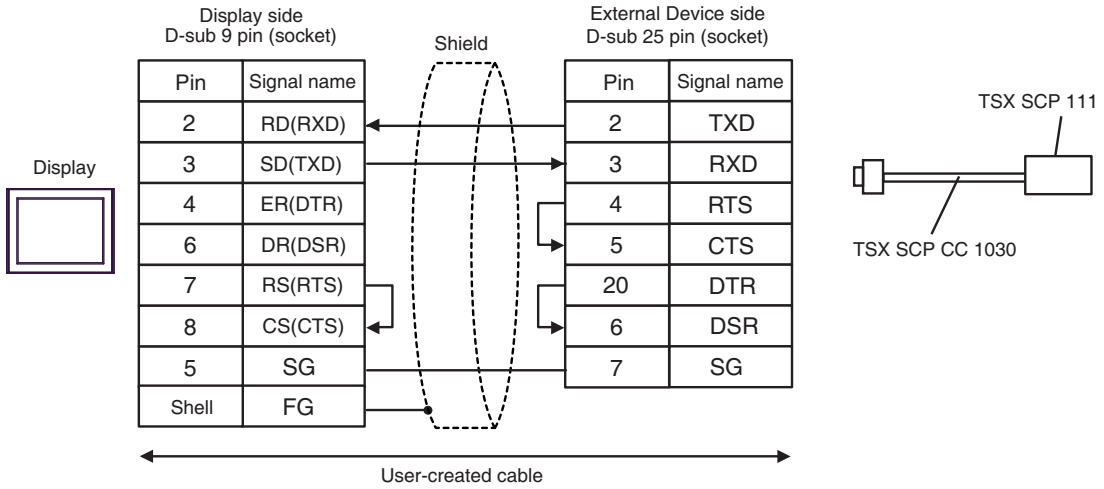 Display side
D-sub 9 pin (socket)
Shield
External Device side
D-sub 25 pin (socket)
Pin Signal name
2 RD(RXD)
3 SD(TXD)
4 ER(DTR)
6 DR(DSR)
7 RS(RTS)
8 CS(CTS)
5 SG
Shell FG
Pin Signal name
2 TXD
3 RXD
4 RTS
5 CTS
20 DTR
6 DSR
7 SG
Display
TSX SCP 111
TSX SCP CC 1030
User-created cable